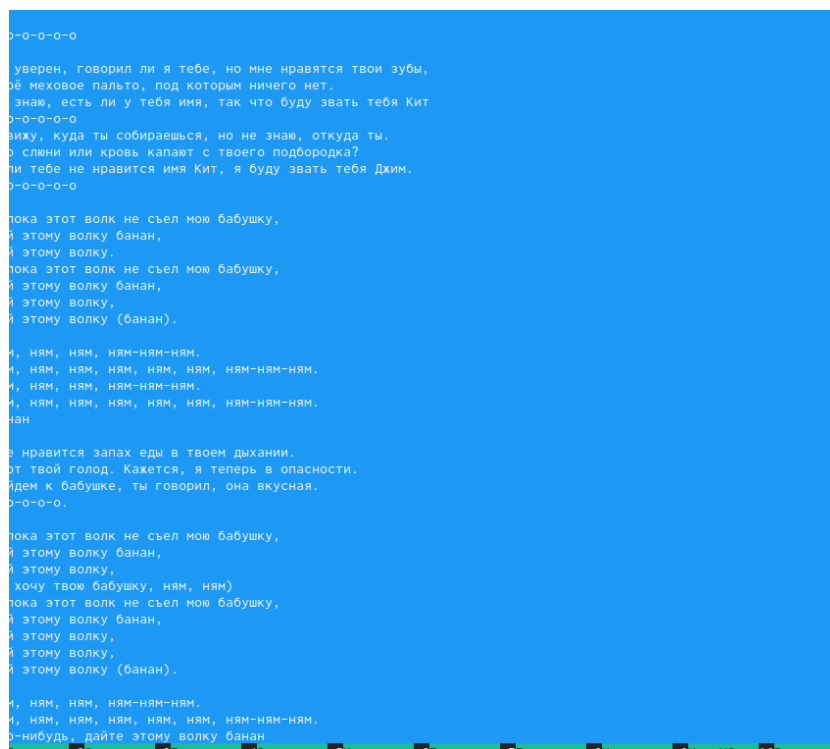 о-о-о-о-о
уверен, говорил ли я тебе, но мне нравятся твои зубы,
оё меховое пальто, под которым ничего нет.
знаю, есть ли у тебя имя, так что буду звать тебя Кит
о-о-о-о-о
вижу, куда ты собираешься, но не знаю, откуда ты.
о слюни или кровь капают с твоего подбородка?
ли тебе не нравится имя Кит, я буду звать тебя Джим.
о-о-о-о-о
пока этот волк не съел мою бабушку,
й этому волку банан,
й этому волку.
пока этот волк не съел мою бабушку,
й этому волку банан,
й этому волку,
й этому волку (банан).
м, ням, ням, ням-ням-ням.
м, ням, ням, ням, ням, ням, ням-ням-ням.
м, ням, ням, ням-ням-ням.
м, ням, ням, ням, ням, ням, ням-ням-ням.
нан
е нравится запах еды в твоем дыхании.
от твой голод. Кажется, я теперь в опасности.
йдем к бабушке, ты говорил, она вкусная.
о-о-о-о.
пока этот волк не съел мою бабушку,
й этому волку банан,
й этому волку,
хочу твою бабушку, ням, ням)
пока этот волк не съел мою бабушку,
й этому волку банан,
й этому волку,
й этому волку,
й этому волку (банан).
м, ням, ням, ням-ням-ням.
м, ням, ням, ням, ням, ням, ням-ням-ням.
о-нибудь, дайте этому волку банан